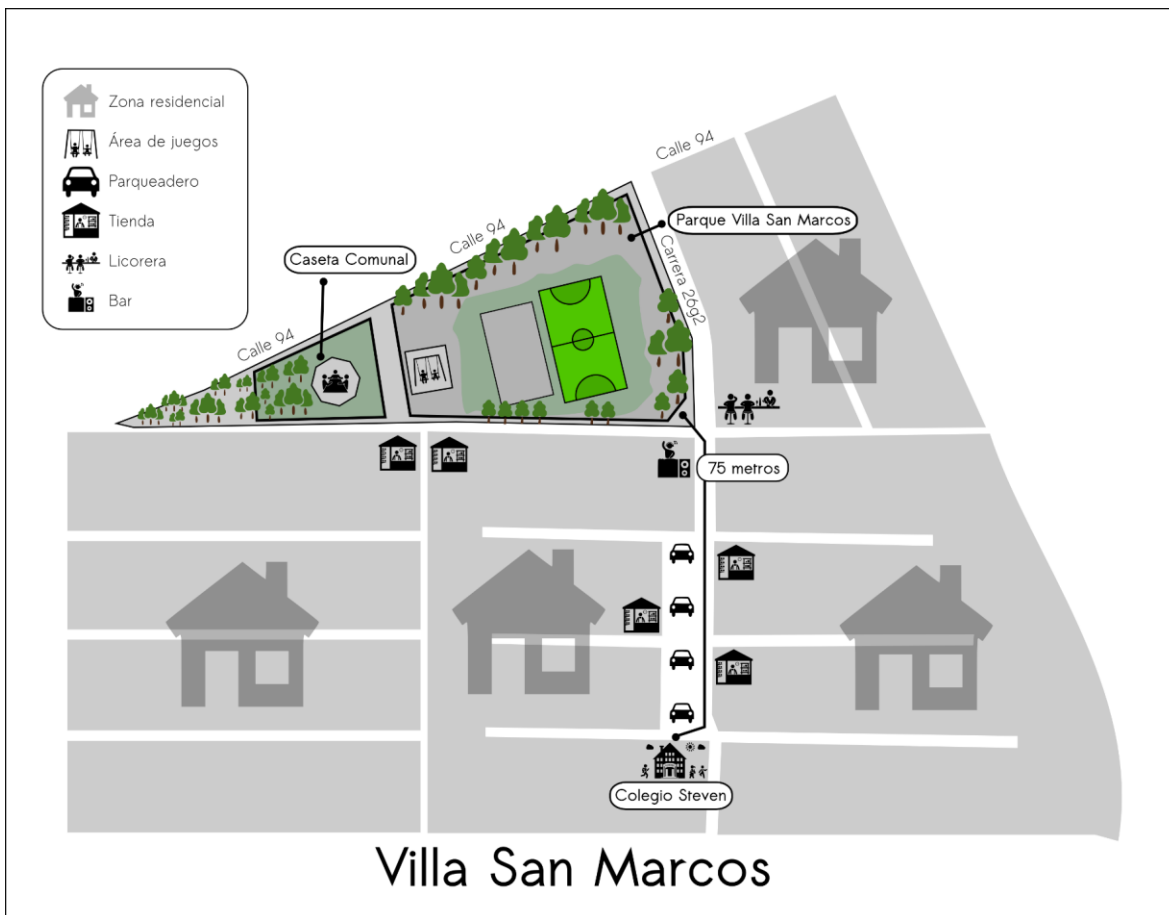 Zona residencial
Área de juegos
Parqueadero
Tienda
Licorera
Bar
Calle 94
Calle 94
Calle 94
Parque Villa San Marcos
Carrera 26g2
Caseta Comunal
75 metros
Colegio Steven
Villa San Marcos